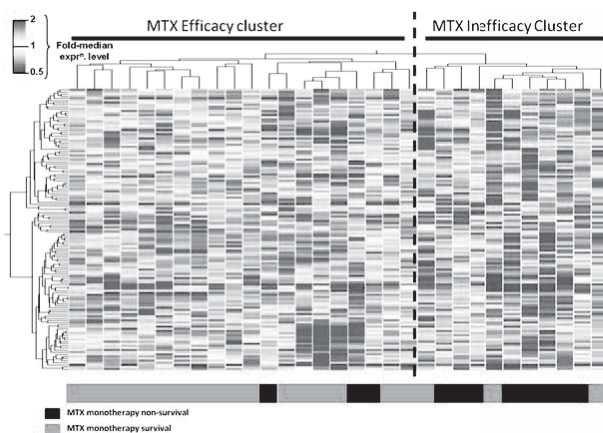 MTX Efficacy cluster
MTX Inefficacy Cluster
2
1
0.5
Fold-median
exprⁿ. level
MTX monotherapy non-survival
MTX monotherapy survival